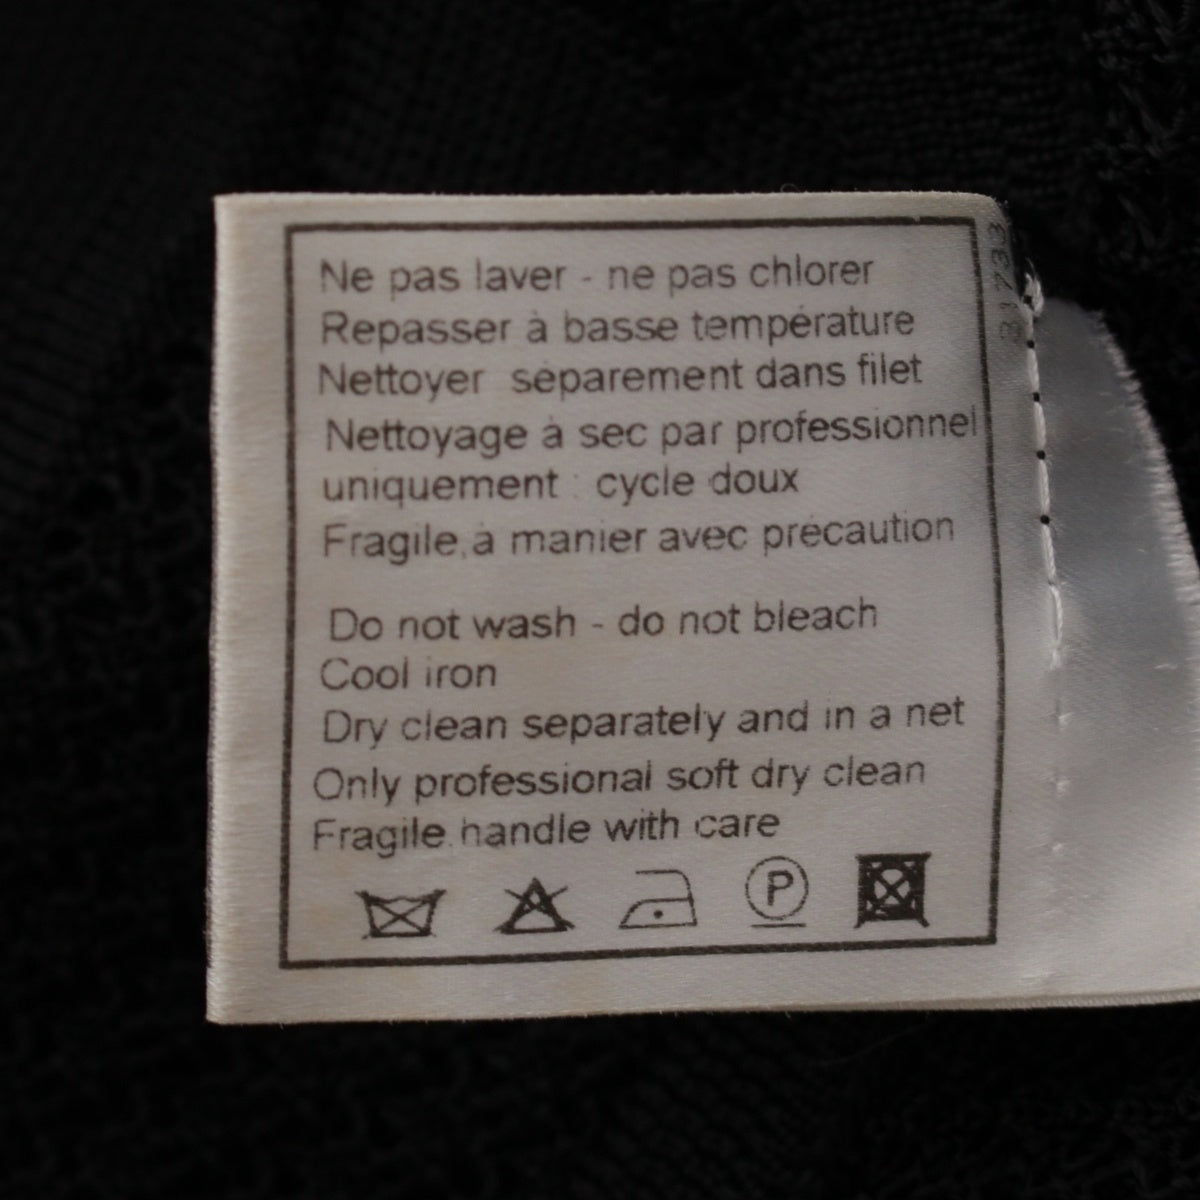 Ne pas laver - ne pas chlorer
Repasser à basse température
Nettoyer séparement dans filet
Nettoyage à sec par professionnel
uniquement : cycle doux
Fragile, à manier avec précaution
Do not wash - do not bleach
Cool iron
Dry clean separately and in a net
Only professional soft dry clean
Fragile. handle with care
P